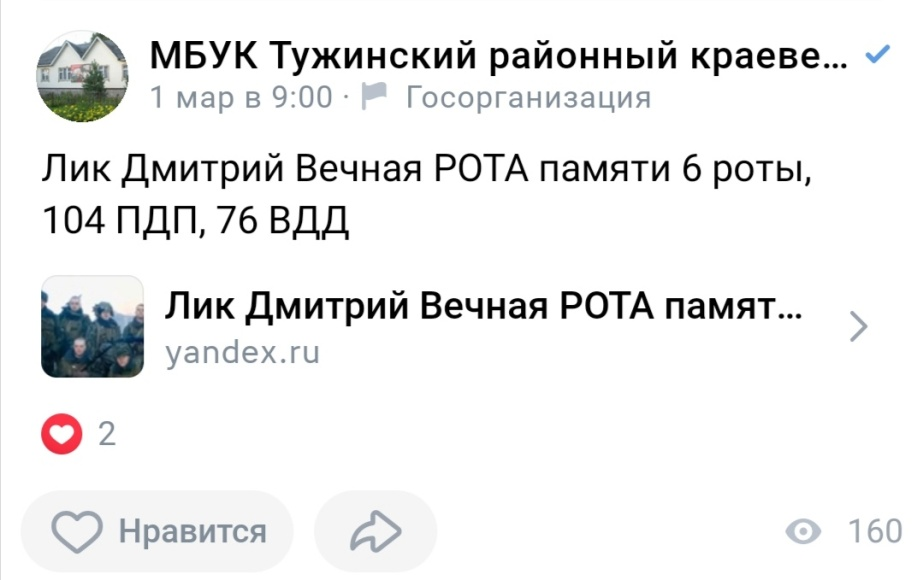 МБУК Тужинский районный краеве...
1 мар в 9:00 · Госорганизация
Лик Дмитрий Вечная РОТА памяти 6 роты,
104 ПДП, 76 ВДД
Лик Дмитрий Вечная РОТА памят...
yandex.ru
2
Нравится
160